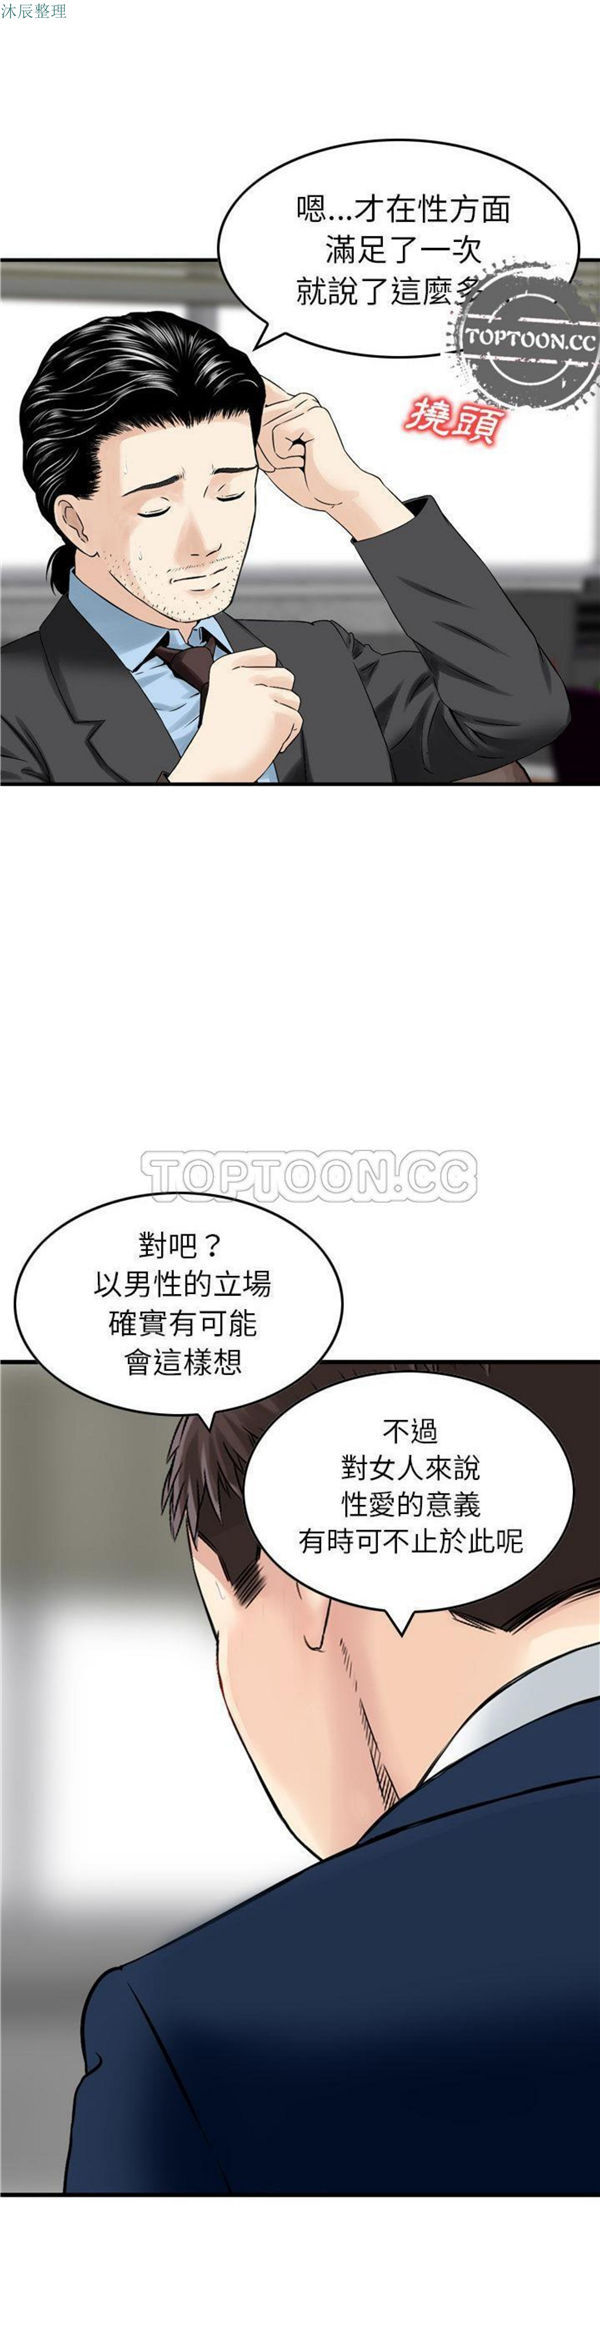 沐辰整理
嗯...才在性方面
滿足了一次
就說了這麼多
TOPTOON.CC
撓頭
TOPTOON.CC
對吧？
以男性的立場
確實有可能
會這樣想
不過
對女人來說
性愛的意義
有時可不止於此呢